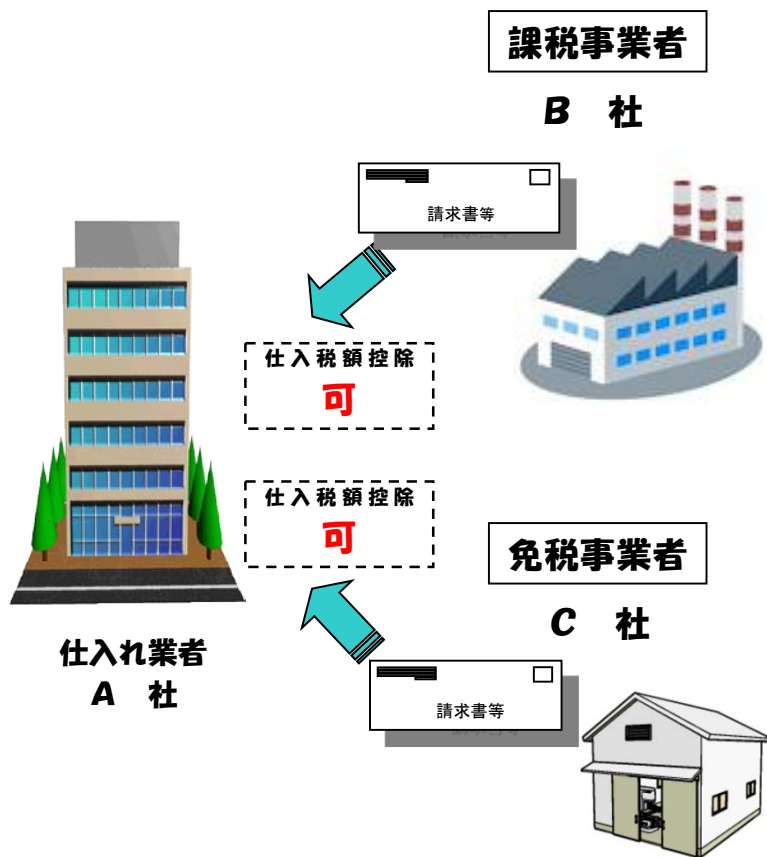 課税事業者
B 社
請求書等
仕入税額控除
可
仕入税額控除
可
免税事業者
C 社
仕入れ業者
A 社
請求書等